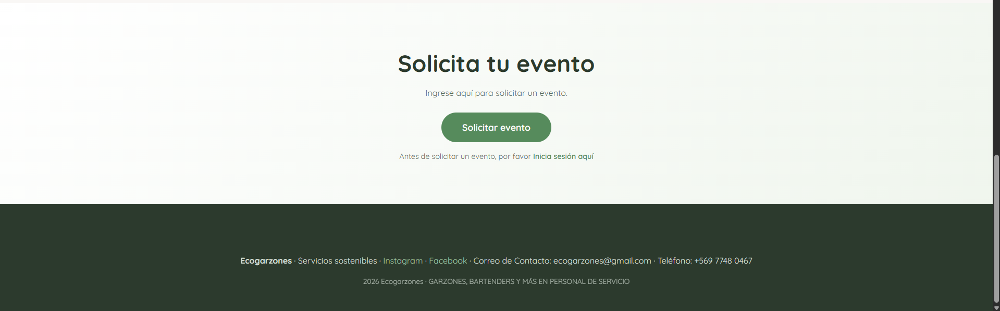 Solicita tu evento
Ingrese aquí para solicitar un evento.
Solicitar evento
Antes de solicitar un evento, por favor Inicia sesión aquí
Ecogarzones · Servicios sostenibles · Instagram · Facebook · Correo de Contacto: ecogarzones@gmail.com · Teléfono: +569 7748 0467
2026 Ecogarzones · GARZONES, BARTENDERS Y MÁS EN PERSONAL DE SERVICIO